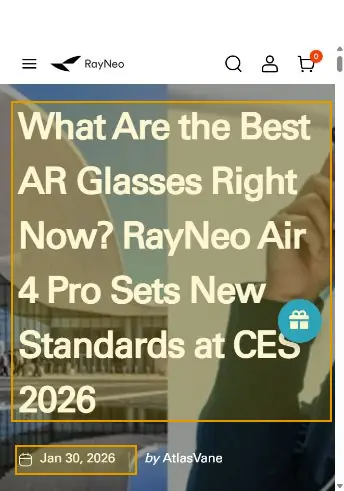 RayNeo
0
What Are the Best
AR Glasses Right
Now? RayNeo Air
4 Pro Sets New
Standards at CES
2026
Jan 30, 2026
by AtlasVane